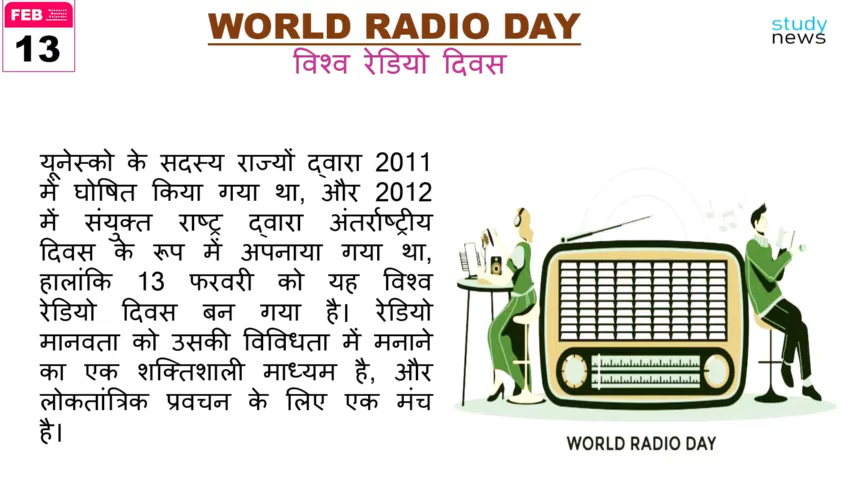 FEB
13
WORLD RADIO DAY
विश्व रेडियो दिवस
study
news
यूनेस्को के सदस्य राज्यों द्वारा 2011
में घोषित किया गया था, और 2012
में संयुक्त राष्ट्र द्वारा अंतर्राष्ट्रीय
दिवस के रूप में अपनाया गया था,
हालांकि 13 फरवरी को यह विश्व
रेडियो दिवस बन गया है। रेडियो
मानवता को उसकी विविधता में मनाने
का एक शक्तिशाली माध्यम है, और
लोकतांत्रिक प्रवचन के लिए एक मंच
है।
WORLD RADIO DAY